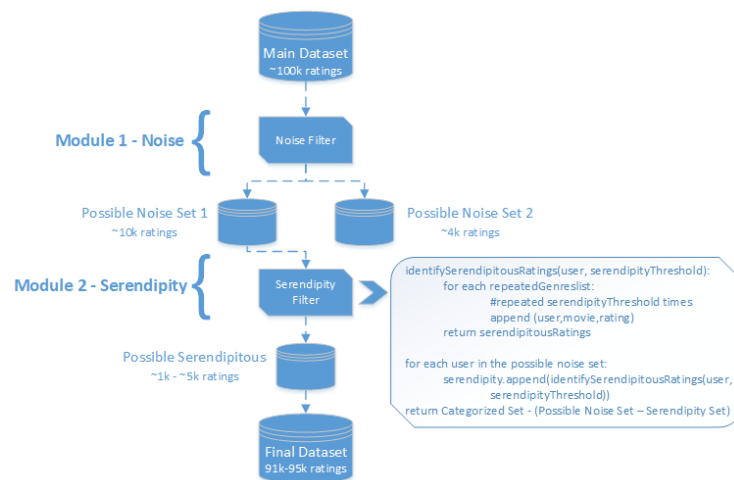 Main Dataset
~100k ratings
Module 1 - Noise
Noise Filter
Possible Noise Set 1
~10k ratings
Possible Noise Set 2
~4k ratings
Module 2 - Serendipity
Serendipity
Filter
identifySerendipitousRatings(user, serendipityThreshold):
for each repeatedGenreslist:
#repeated serendipityThreshold times
append (user,movie,rating)
return serendipitousRatings
for each user in the possible noise set:
serendipity.append(identifySerendipitousRatings(user,
serendipityThreshold))
return Categorized Set - (Possible Noise Set – Serendipity Set)
Possible Serendipitous
~1k - ~5k ratings
Final Dataset
91k-95k ratings